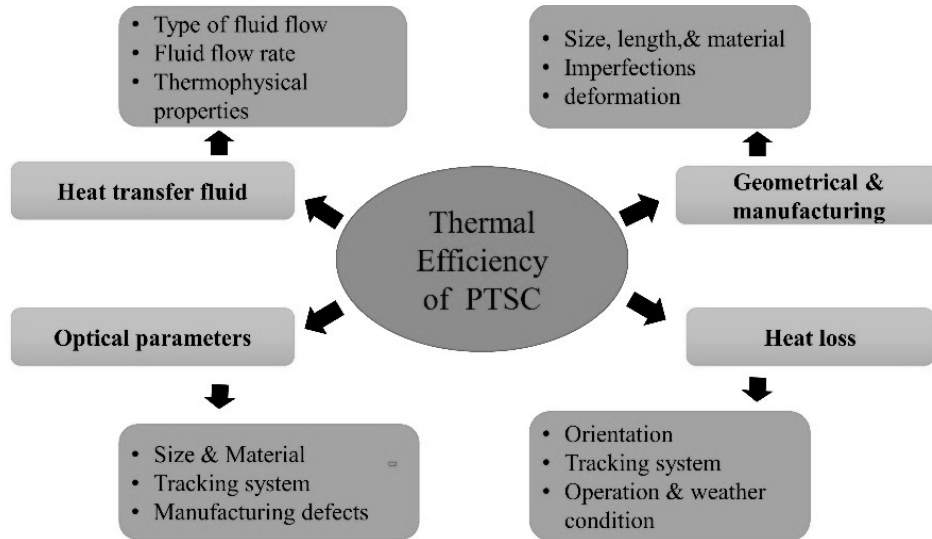 • Type of fluid flow
• Fluid flow rate
• Thermophysical
properties
• Size, length,& material
• Imperfections
• deformation
Heat transfer fluid
Geometrical &
manufacturing
Thermal
Efficiency
of PTSC
Optical parameters
Heat loss
• Size & Material
• Tracking system
• Manufacturing defects
• Orientation
• Tracking system
• Operation & weather
condition